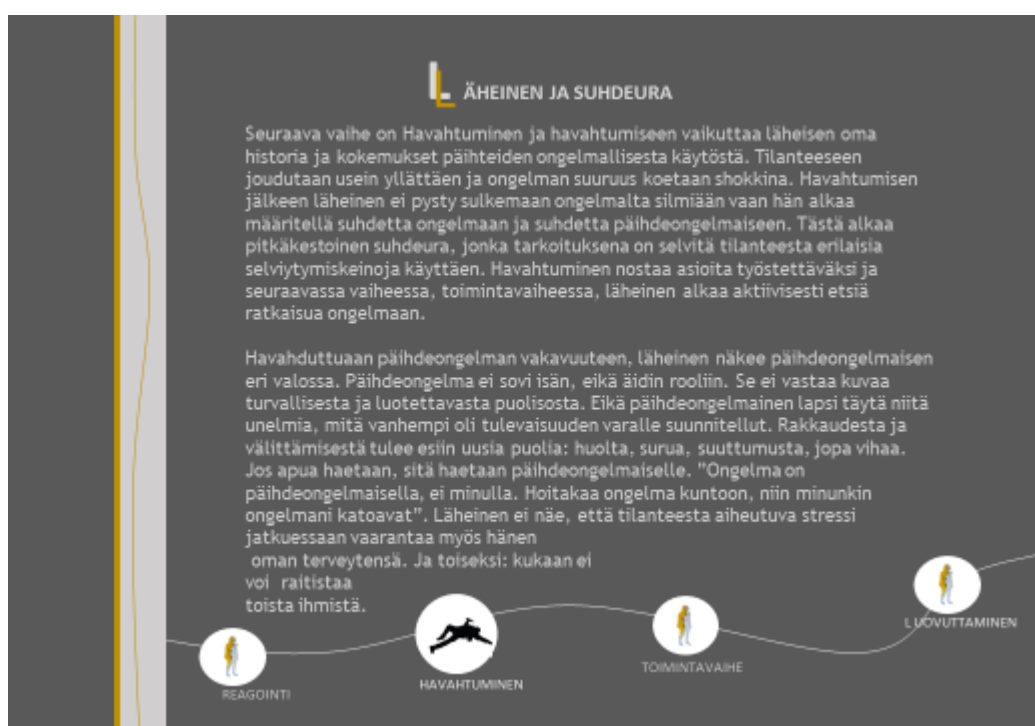 LÄHEINEN JA SUHDEURA
Seuraava vaihe on Havahtuminen ja havahtumiseen vaikuttaa läheisen oma
historia ja kokemukset päihteiden ongelmallisesta käytöstä. Tilanteeseen
joudutaan usein yllättäen ja ongelman suuruus koetaan shokkina. Havahtumisen
jälkeen läheinen ei pysty sulkemaan ongelmalta silmiään vaan hän alkaa
määritellä suhdetta ongelmaan ja suhdetta päihdeongelmaiseen. Tästä alkaa
pitkäkestoinen suhdeura, jonka tarkoituksena on selvitä tilanteesta erilaisia
selviytymiskeinoja käyttäen. Havahtuminen nostaa asioita työstettäväksi ja
seuraavassa vaiheessa, toimintavaiheessa, läheinen alkaa aktiivisesti etsiä
ratkaisua ongelmaan.
Havahduttuaan päihdeongelman vakavuuteen, läheinen näkee päihdeongelmaisen
eri valossa. Päihdeongelma ei sovi isän, eikä äidin rooliin. Se ei vastaa kuvaa
turvallisesta ja luotettavasta puolisosta. Eikä päihdeongelmainen lapsi täytä niitä
unelmia, mitä vanhempi oli tulevaisuuden varalle suunnitellut. Rakkaudesta ja
välittämisestä tulee esiin uusia puolia: huolta, surua, suuttumusta, jopa vihaa.
Jos apua haetaan, sitä haetaan päihdeongelmaiselle. ”Ongelma on
päihdeongelmaisella, ei minulla. Hoitakaa ongelma kuntoon, niin minunkin
ongelmani katoavat”. Läheinen ei näe, että tilanteesta aiheutuva stressi
jatkuessaan vaarantaa myös hänen
oman terveytensä. Ja toiseksi: kukaan ei
voi raitistaa
toista ihmistä.
L UOVUTTAMINEN
TOIMINTAVAIHE
HAVAHTUMINEN
REAGOINTI